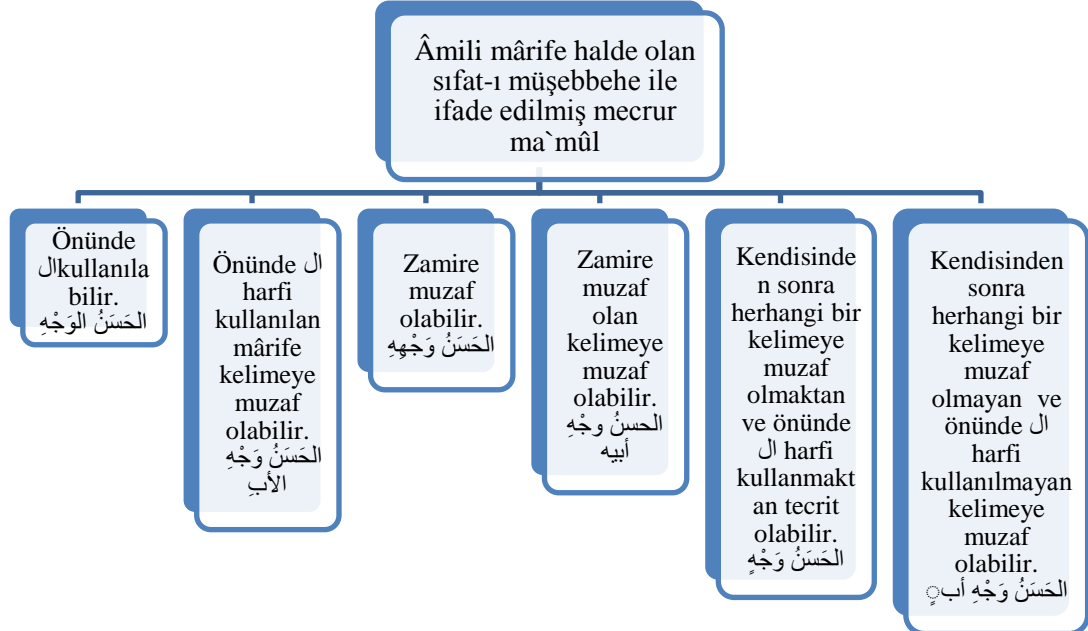 Âmili mârife halde olan
sıfat-ı müşebbehe ile
ifade edilmiş mecrur
ma`mûl
Önünde
الkullanıla
bilir.
الحَسَنُ الوَجْهِ
Önünde ال
harfi
kullanılan
mârife
kelimeye
muzaf
olabilir.
الحَسَنُ وَجْهِ
الأبِ
Zamire
muzaf
olabilir.
الحَسَنُ وَجْهِهِ
Zamire
muzaf
olan
kelimeye
muzaf
olabilir.
الحسنُ وجْهِ
أبيه
Kendisinde
n sonra
herhangi bir
kelimeye
muzaf
olmaktan
ve önünde
ال harfi
kullanmakt
an tecrit
olabilir.
الحَسَنُ وَجْهٍ
Kendisinden
sonra
herhangi bir
kelimeye
muzaf
olmayan ve
önünde ال
harfi
kullanılmayan
kelimeye
muzaf
olabilir.
الحَسَنُ وَجْهِ أبٍ